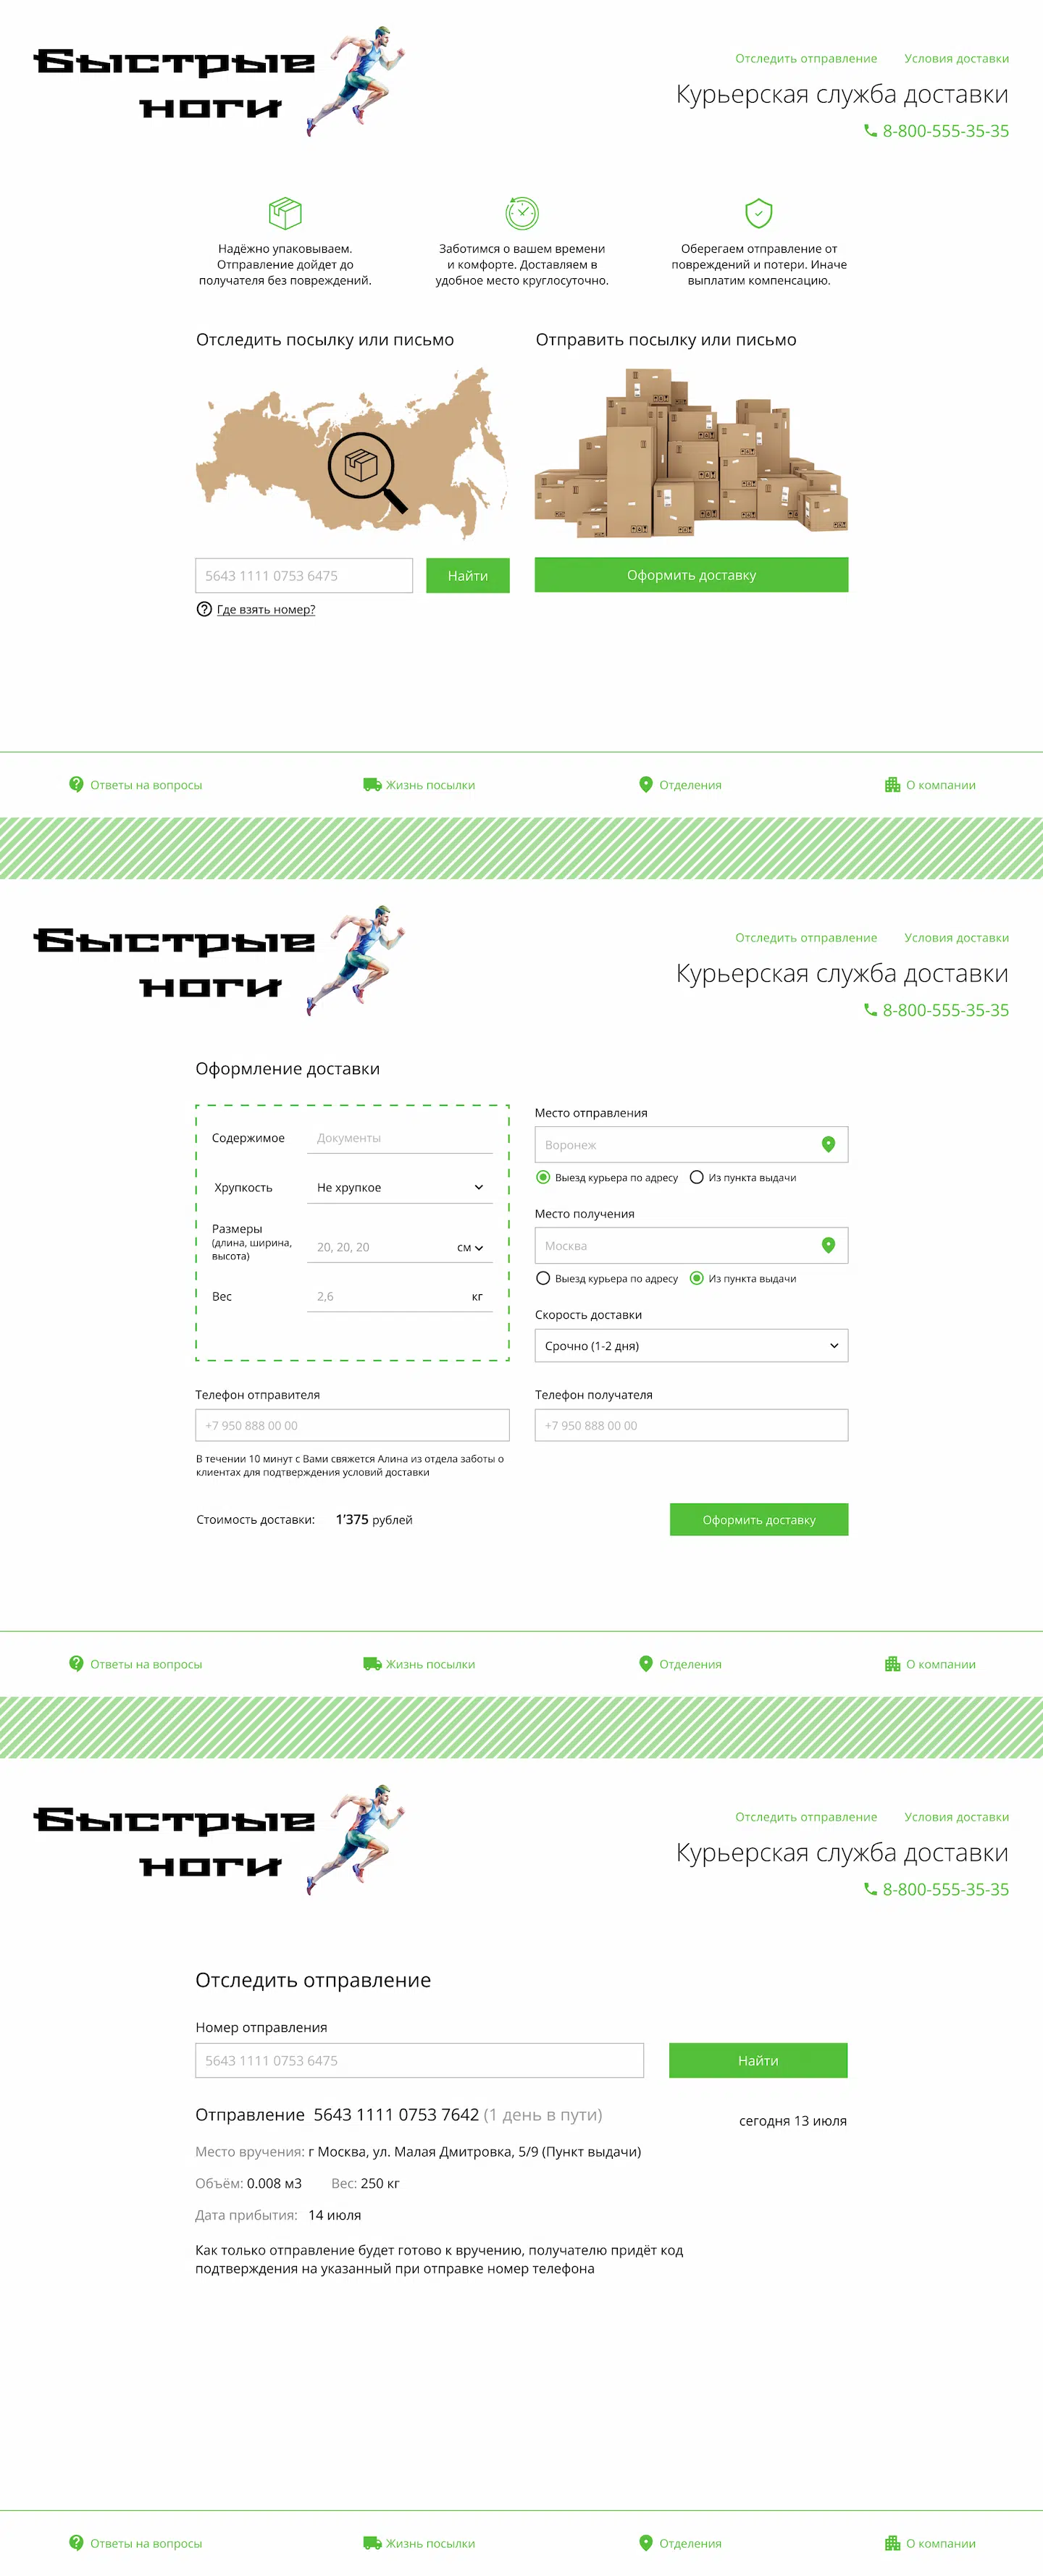 Быстрые
ноги
Отследить отправление Условия доставки
Курьерская служба доставки
8-800-555-35-35
Надёжно упаковываем.
Отправление дойдет до
получателя без повреждений.
Заботимся о вашем времени
и комфорте. Доставляем в
удобное место круглосуточно.
Оберегаем отправление от
повреждений и потери. Иначе
выплатим компенсацию.
Отследить посылку или письмо
Отправить посылку или письмо
5643 1111 0753 6475
Найти
Оформить доставку
Где взять номер?
Ответы на вопросы
Жизнь посылки
Отделения
О компании
Быстрые
ноги
Отследить отправление Условия доставки
Курьерская служба доставки
8-800-555-35-35
Оформление доставки
Содержимое Документы
Хрупкость Не хрупкое
Размеры
(длина, ширина,
высота)
20, 20, 20 см
Вес 2,6 кг
Место отправления
Воронеж
Выезд курьера по адресу Из пункта выдачи
Место получения
Москва
Выезд курьера по адресу Из пункта выдачи
Скорость доставки
Срочно (1-2 дня)
Телефон отправителя
+7 950 888 00 00
Телефон получателя
+7 950 888 00 00
В течении 10 минут с Вами свяжется Алина из отдела заботы о
клиентах для подтверждения условий доставки
Стоимость доставки: 1’375 рублей
Оформить доставку
Ответы на вопросы
Жизнь посылки
Отделения
О компании
Быстрые
ноги
Отследить отправление Условия доставки
Курьерская служба доставки
8-800-555-35-35
Отследить отправление
Номер отправления
5643 1111 0753 6475
Найти
Отправление 5643 1111 0753 7642 (1 день в пути)
сегодня 13 июля
Место вручения: г Москва, ул. Малая Дмитровка, 5/9 (Пункт выдачи)
Объём: 0.008 м3 Вес: 250 кг
Дата прибытия: 14 июля
Как только отправление будет готово к вручению, получателю придёт код
подтверждения на указанный при отправке номер телефона
Ответы на вопросы
Жизнь посылки
Отделения
О компании